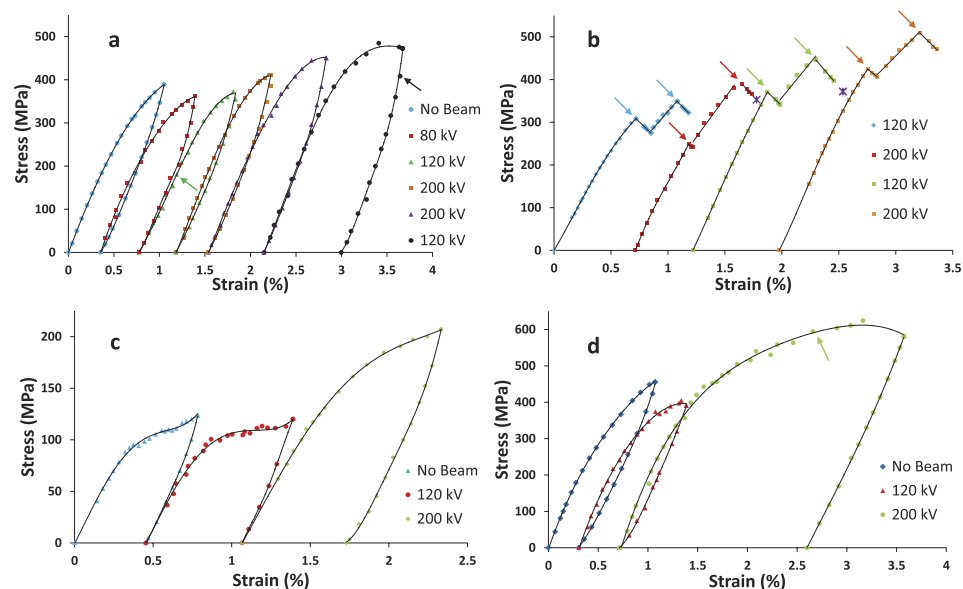 a
500
400
300
200
100
0
Stress (MPa)
0
0.5
1
1.5
2
2.5
3
3.5
4
Strain (%)
No Beam
80 kV
120 kV
200 kV
200 kV
120 kV
b
500
400
300
200
100
0
Stress (MPa)
0
0.5
1
1.5
2
2.5
3
3.5
Strain (%)
120 kV
200 kV
120 kV
200 kV
c
200
150
100
50
0
Stress (MPa)
0
0.5
1
1.5
2
2.5
Strain (%)
No Beam
120 kV
200 kV
d
600
500
400
300
200
100
0
Stress (MPa)
0
0.5
1
1.5
2
2.5
3
3.5
4
Strain (%)
No Beam
120 kV
200 kV